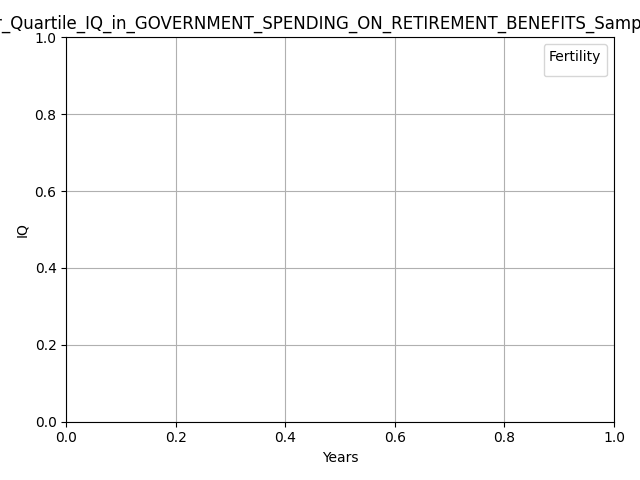 r_Quartile_IQ_in_GOVERNMENT_SPENDING_ON_RETIREMENT_BENEFITS_Samp
Fertility
1.0
0.8
0.6
0.4
0.2
0.0
IQ
0.0 0.2 0.4 0.6 0.8 1.0
Years